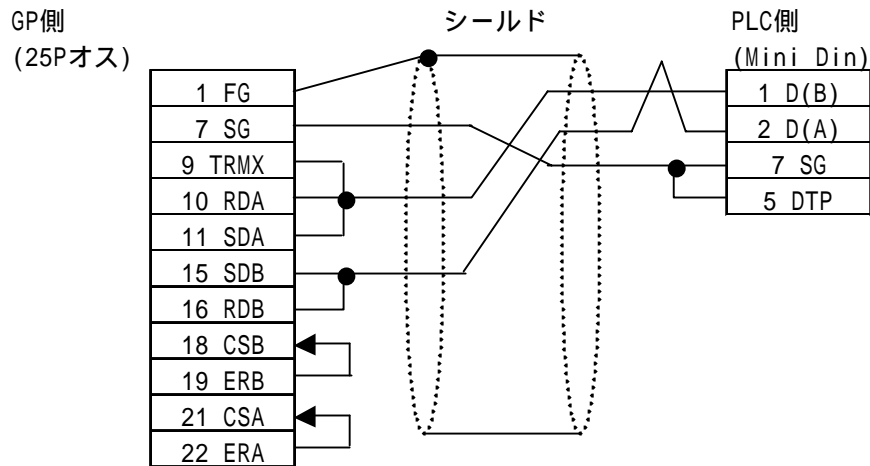 GP側
(25Pオス)
シールド
PLC側
(Mini Din)
1 FG
7 SG
9 TRMX
10 RDA
11 SDA
15 SDB
16 RDB
18 CSB
19 ERB
21 CSA
22 ERA
1 D(B)
2 D(A)
7 SG
5 DTP